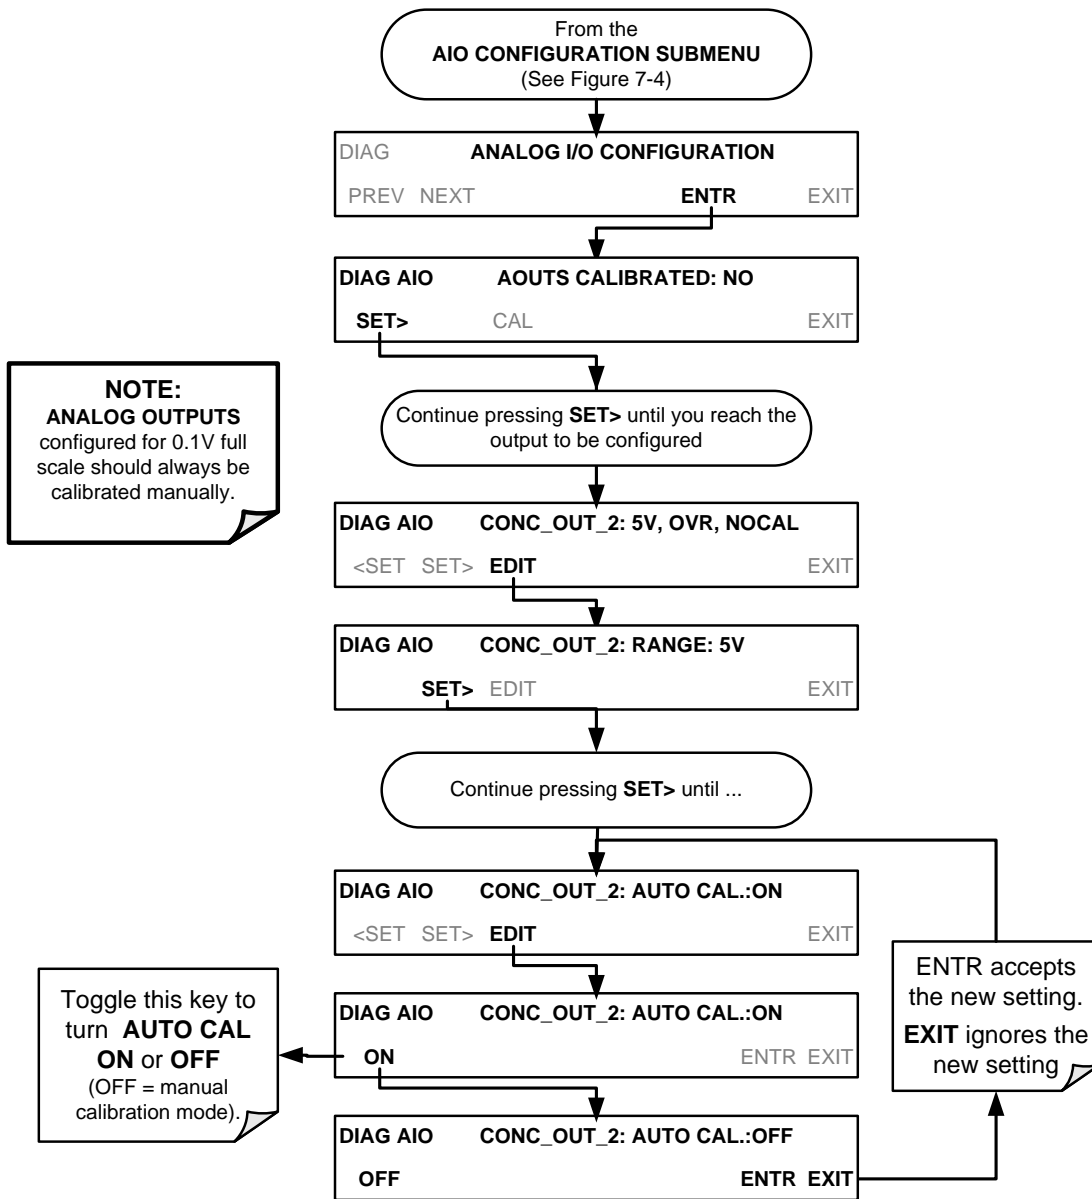 From the
AIO CONFIGURATION SUBMENU
(See Figure 7-4)
DIAG ANALOG I/O CONFIGURATION
PREV NEXT ENTR EXIT
DIAG AIO AOUTS CALIBRATED: NO
SET> CAL EXIT
NOTE:
ANALOG OUTPUTS
configured for 0.1V full
scale should always be
calibrated manually.
Continue pressing SET> until you reach the
output to be configured
DIAG AIO CONC_OUT_2: 5V, OVR, NOCAL
<SET SET> EDIT EXIT
DIAG AIO CONC_OUT_2: RANGE: 5V
SET> EDIT EXIT
Continue pressing SET> until ...
DIAG AIO CONC_OUT_2: AUTO CAL.:ON
<SET SET> EDIT EXIT
Toggle this key to
turn AUTO CAL
ON or OFF
(OFF = manual
calibration mode).
DIAG AIO CONC_OUT_2: AUTO CAL.:ON
ON ENTR EXIT
ENTR accepts
the new setting.
EXIT ignores the
new setting
DIAG AIO CONC_OUT_2: AUTO CAL.:OFF
OFF ENTR EXIT